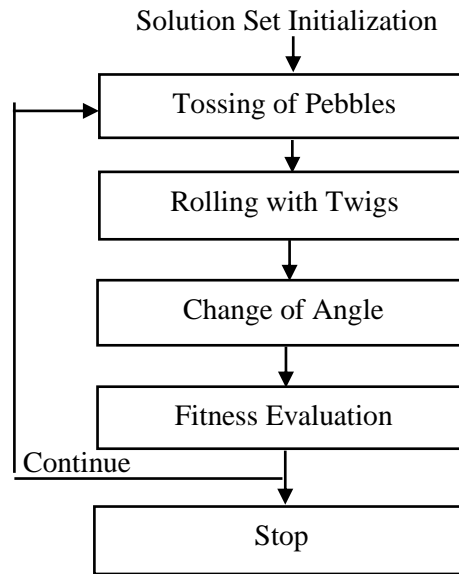 Solution Set Initialization
Tossing of Pebbles
Rolling with Twigs
Change of Angle
Fitness Evaluation
Continue
Stop